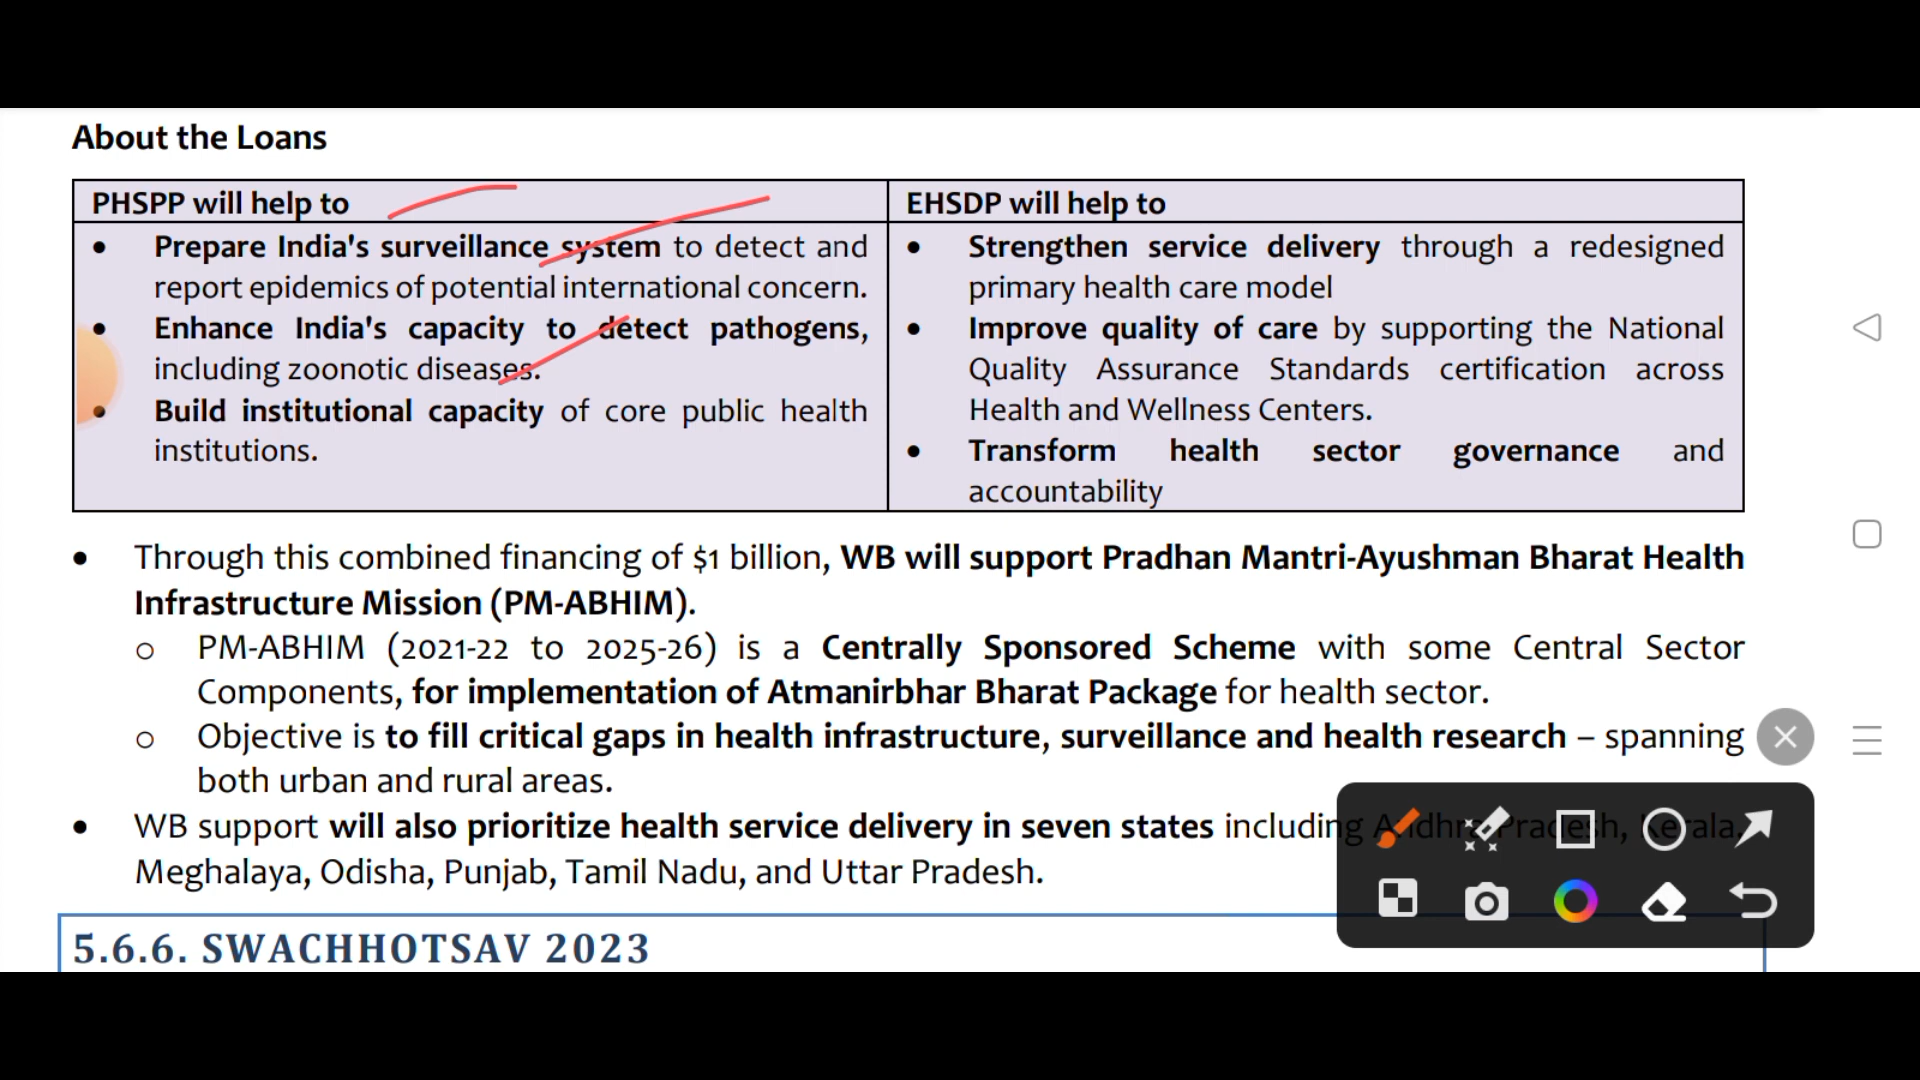 About the Loans
PHSPP will help to
• Prepare India's surveillance system to detect and
report epidemics of potential international concern.
• Enhance India's capacity to detect pathogens,
including zoonotic diseases.
• Build institutional capacity of core public health
institutions.
EHSDP will help to
• Strengthen service delivery through a redesigned
primary health care model
• Improve quality of care by supporting the National
Quality Assurance Standards certification across
Health and Wellness Centers.
• Transform health sector governance and
accountability
• Through this combined financing of $1 billion, WB will support Pradhan Mantri-Ayushman Bharat Health
Infrastructure Mission (PM-ABHIM).
o PM-ABHIM (2021-22 to 2025-26) is a Centrally Sponsored Scheme with some Central Sector
Components, for implementation of Atmanirbhar Bharat Package for health sector.
o Objective is to fill critical gaps in health infrastructure, surveillance and health research – spanning
both urban and rural areas.
• WB support will also prioritize health service delivery in seven states including Andhra Pradesh, Kerala,
Meghalaya, Odisha, Punjab, Tamil Nadu, and Uttar Pradesh.
5.6.6. SWACHHOTSAV 2023